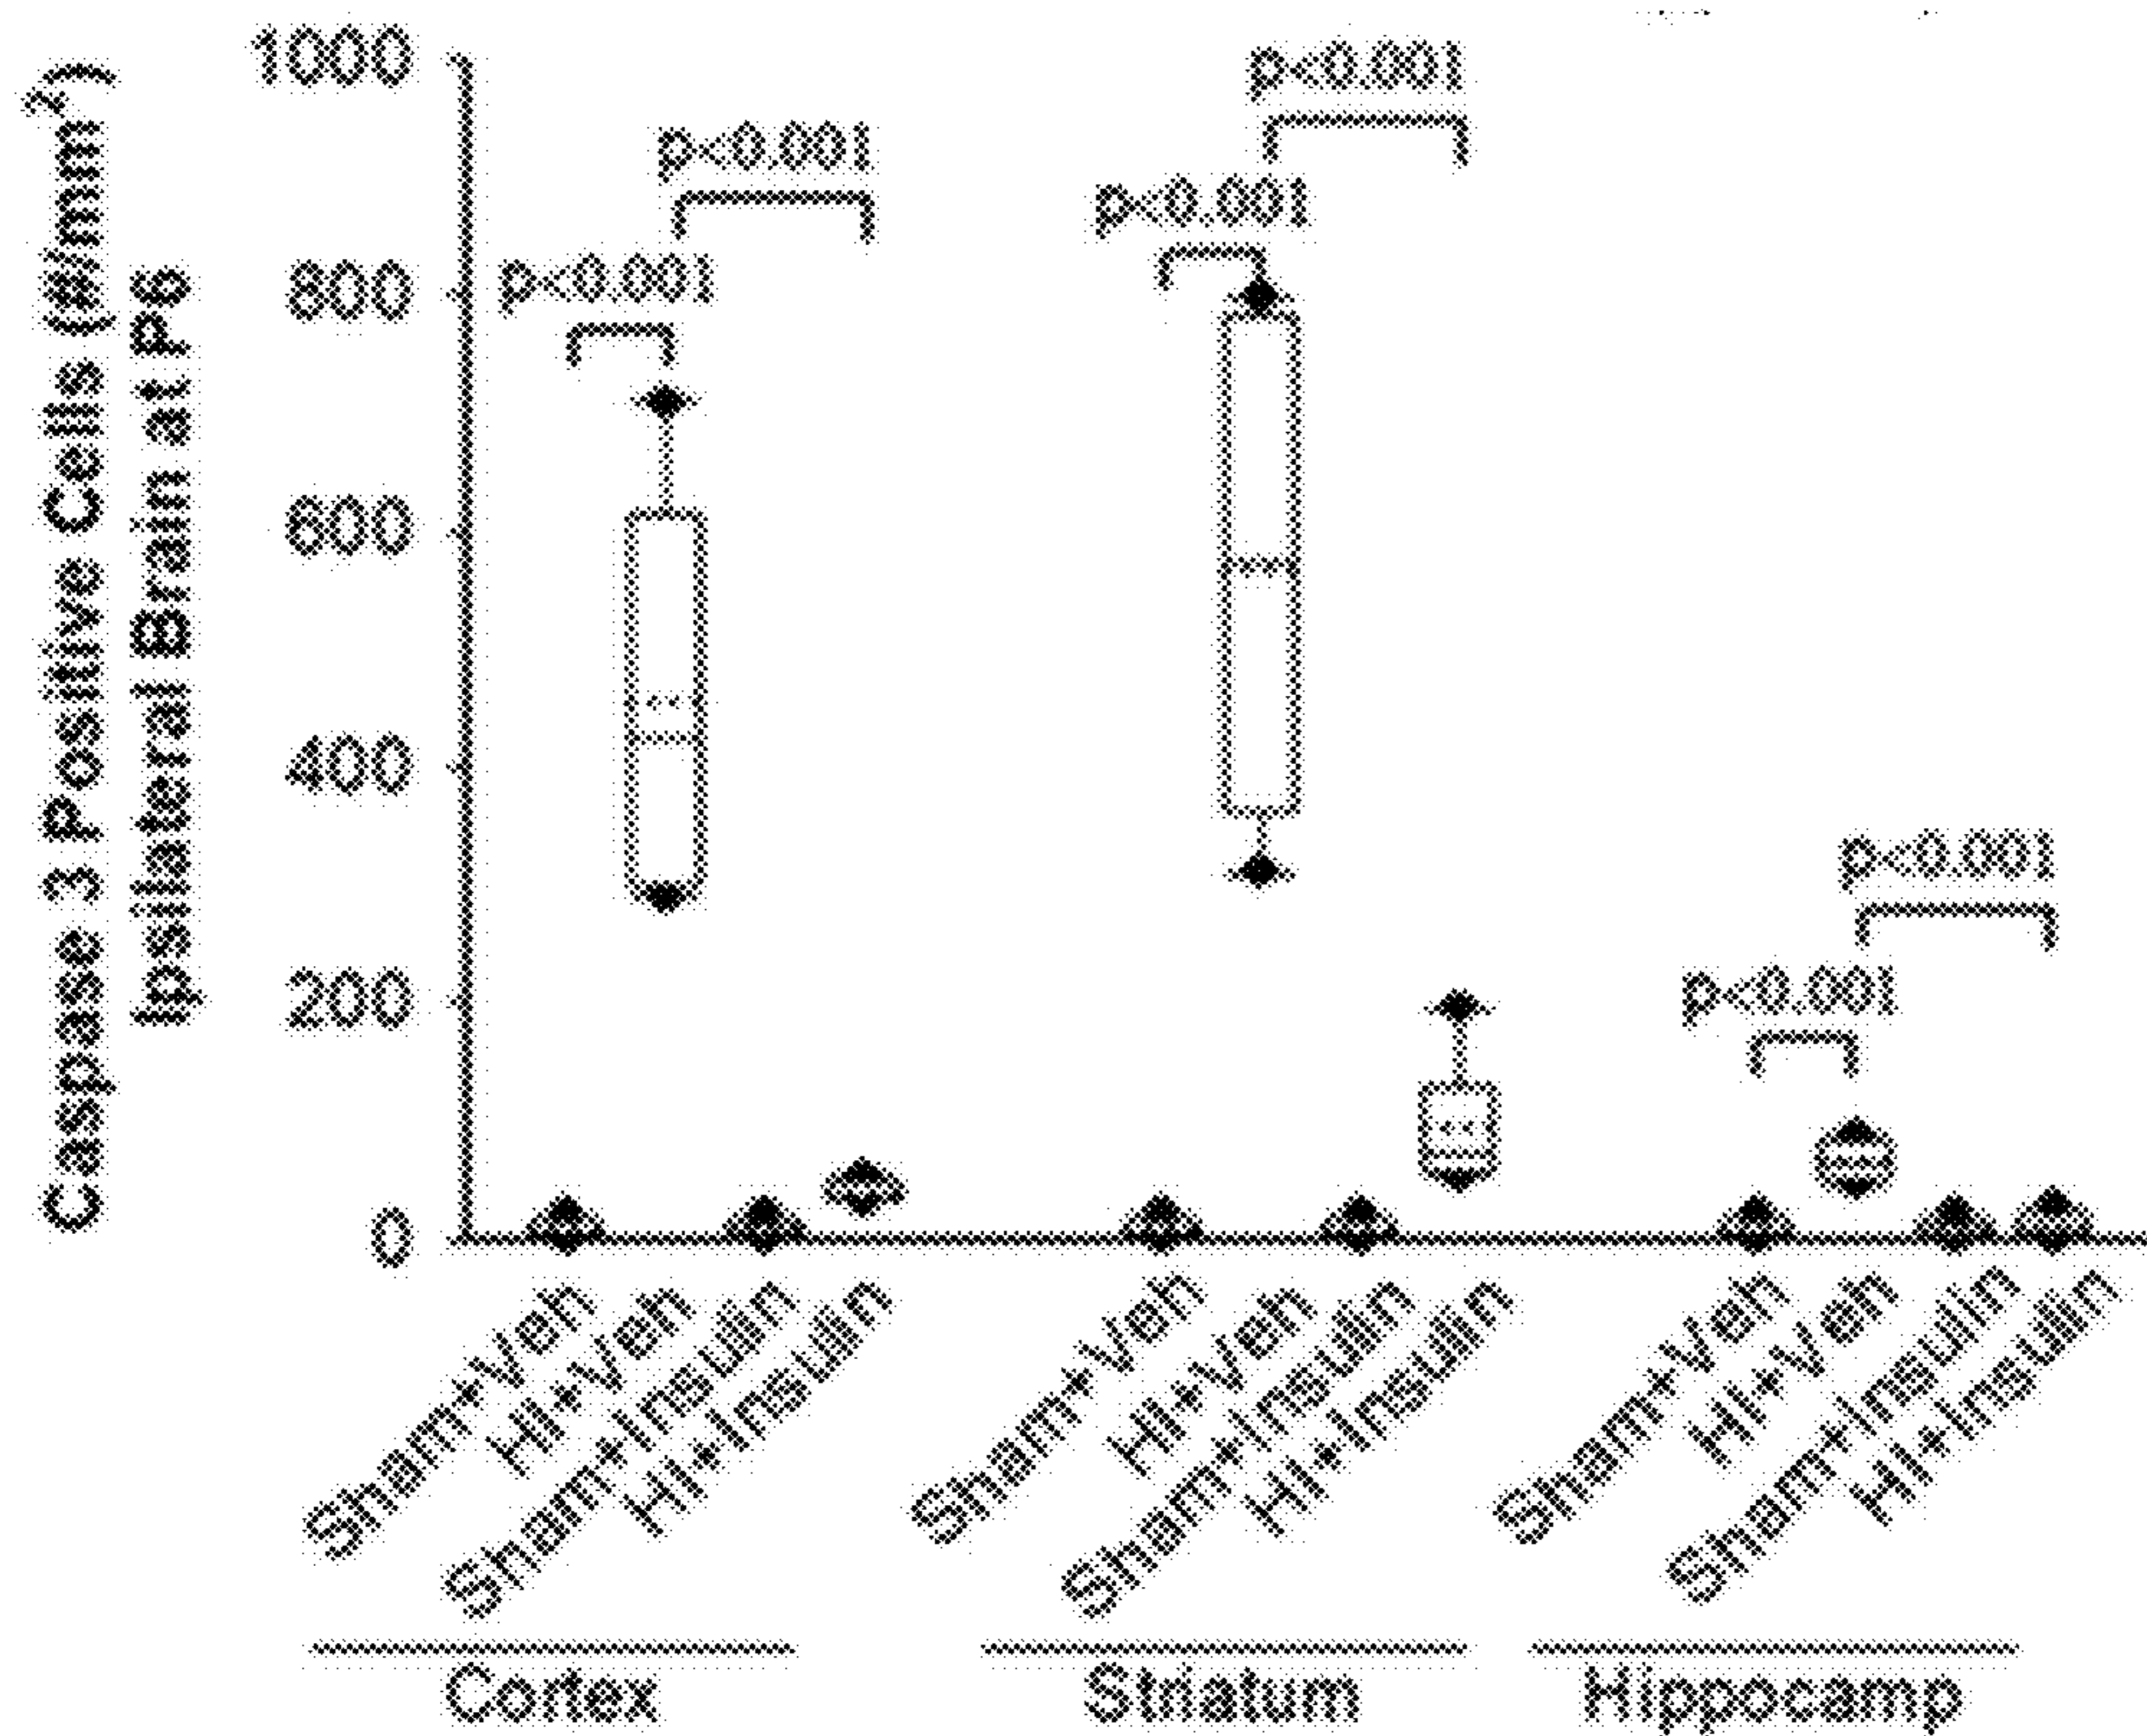 Caspase 3 Positive Cells (#/mm²)
Ipsilateral Brain at P6
1000
800
600
400
200
0
p<0.001
p<0.001
p<0.001
p<0.001
p<0.001
p<0.001
Sham+Veh
HI+Veh
Sham+Insulin
HI+Insulin
Sham+Veh
HI+Veh
Sham+Insulin
HI+Insulin
Sham+Veh
HI+Veh
Sham+Insulin
HI+Insulin
Cortex
Striatum
Hippocamp